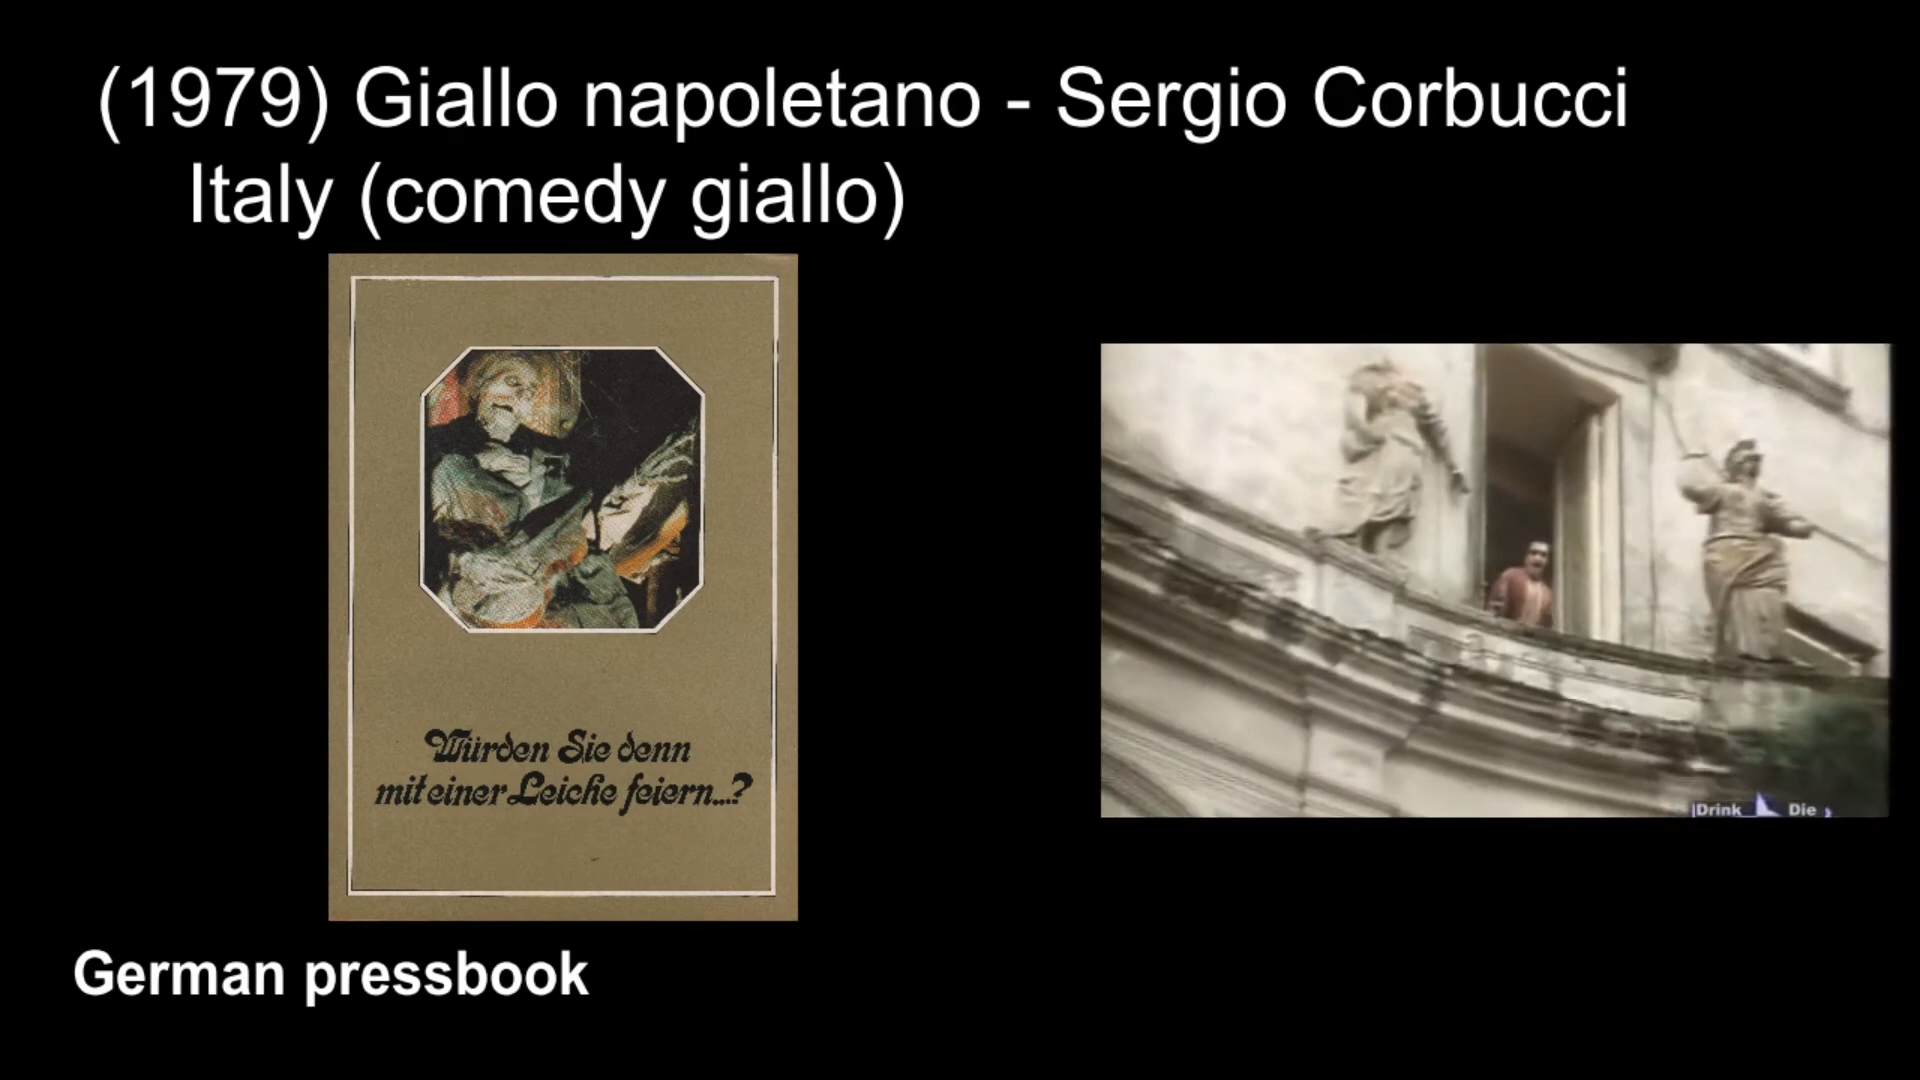 (1979) Giallo napoletano - Sergio Corbucci
Italy (comedy giallo)
Würden Sie denn
mit einer Leiche feiern...?
German pressbook
Drink Die